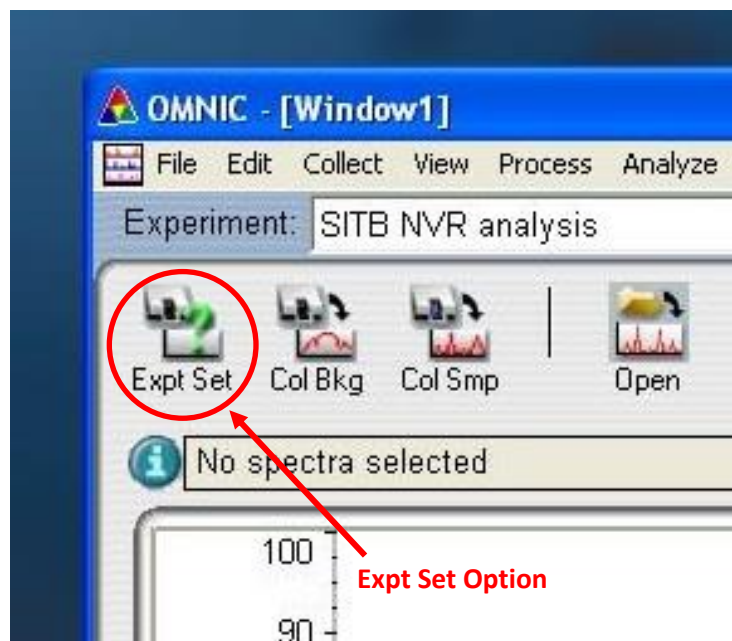 OMNIC - [Window1]
File Edit Collect View Process Analyze
Experiment: SITB NVR analysis
Expt Set Col Bkg Col Smp Open
No spectra selected
100
Expt Set Option
90